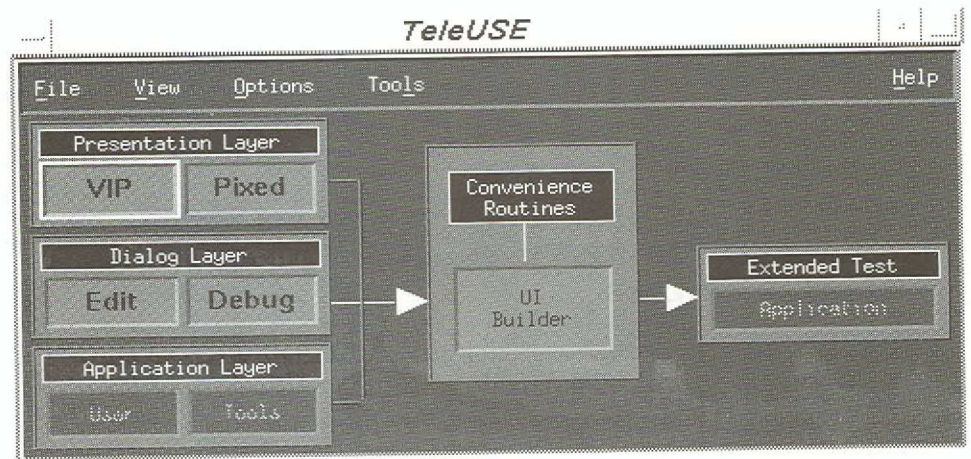 TeleUSE
File View Options Tools Help
Presentation Layer
VIP Pixed
Dialog Layer
Edit Debug
Application Layer
User Tools
Convenience
Routines
UI
Builder
Extended Test
Application